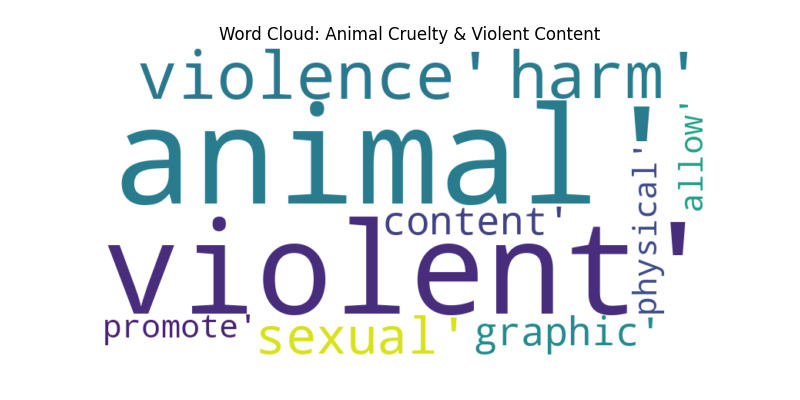 Word Cloud: Animal Cruelty & Violent Content
violence' harm'
animal'
physical'
allow'
content'
violent'
promote' sexual' graphic'